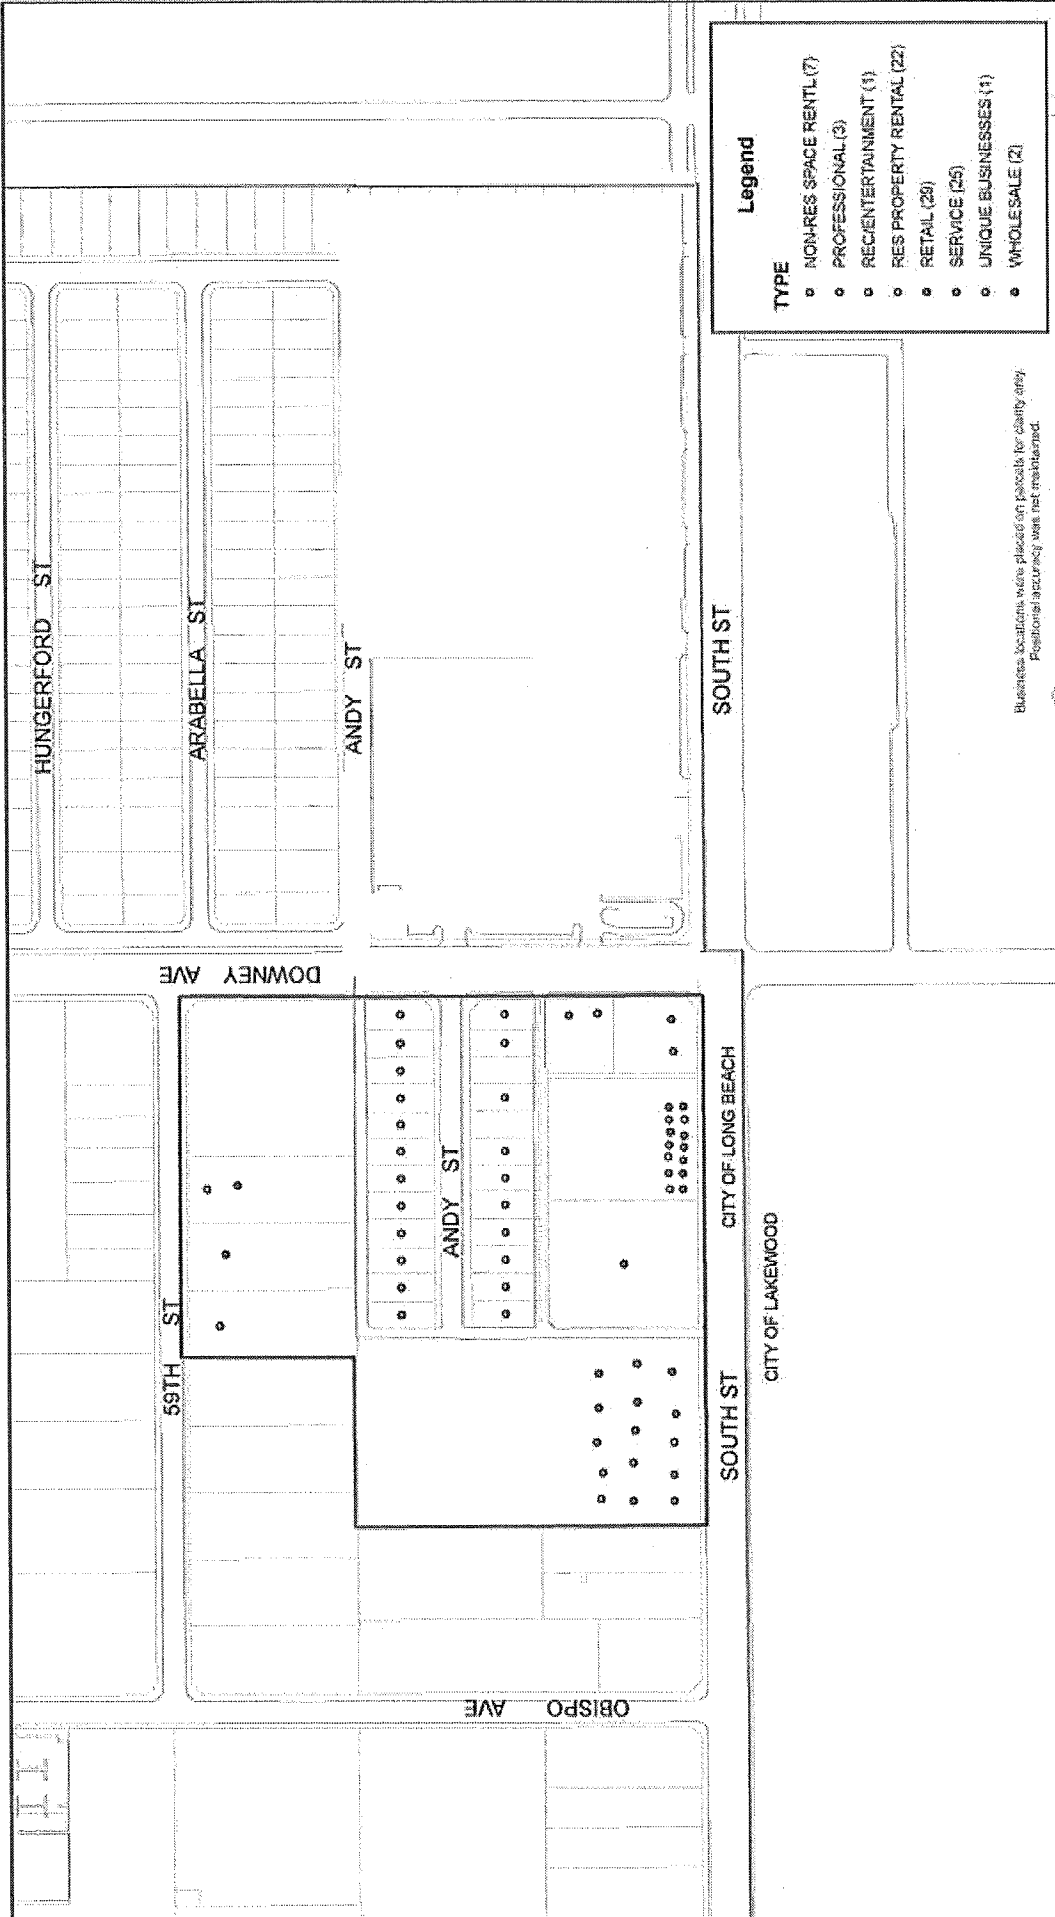 HUNGERFORD ST
ARABELLA ST
ANDY ST
DOWNEY AVE
59TH ST
ANDY ST
SOUTH ST
CITY OF LONG BEACH
CITY OF LAKEWOOD
SOUTH ST
OBISPO AVE
Legend
TYPE
NON-RES SPACE RENTL (7)
PROFESSIONAL (3)
REC/ENTERTAINMENT (1)
RES PROPERTY RENTAL (22)
RETAIL (29)
SERVICE (25)
UNIQUE BUSINESSES (1)
WHOLESALE (2)
Business locations were placed on parcels for clarity only.
Positional accuracy was not maintained.